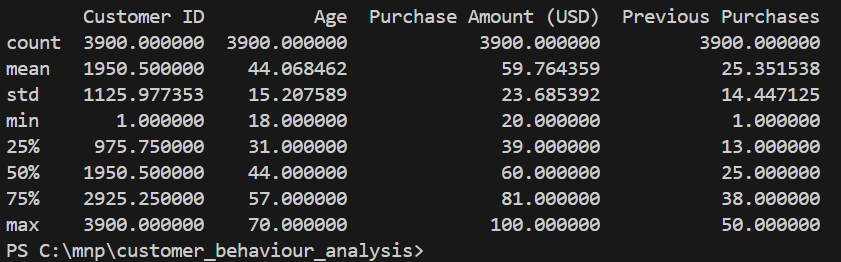 Customer ID Age Purchase Amount (USD) Previous Purchases
count 3900.000000 3900.000000 3900.000000 3900.000000
mean 1950.500000 44.068462 59.764359 25.351538
std 1125.977353 15.207589 23.685392 14.447125
min 1.000000 18.000000 20.000000 1.000000
25% 975.750000 31.000000 39.000000 13.000000
50% 1950.500000 44.000000 60.000000 25.000000
75% 2925.250000 57.000000 81.000000 38.000000
max 3900.000000 70.000000 100.000000 50.000000
PS C:\mnp\customer_behaviour_analysis>